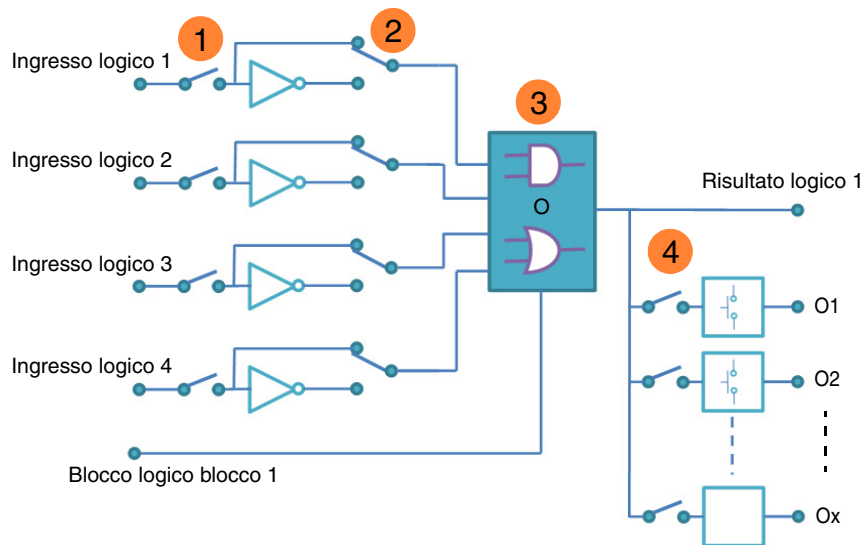 1
2
Ingresso logico 1
3
Ingresso logico 2
Risultato logico 1
O
Ingresso logico 3
4
O1
Ingresso logico 4
O2
Blocco logico blocco 1
Ox